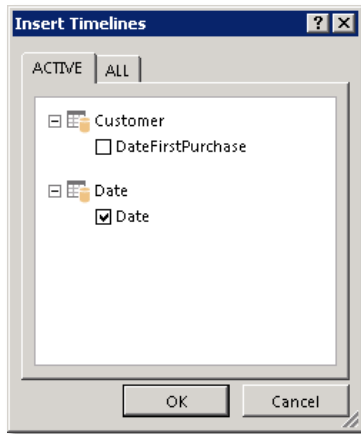 Insert Timelines
?
ACTIVE ALL
Customer
DateFirstPurchase
Date
Date
OK Cancel